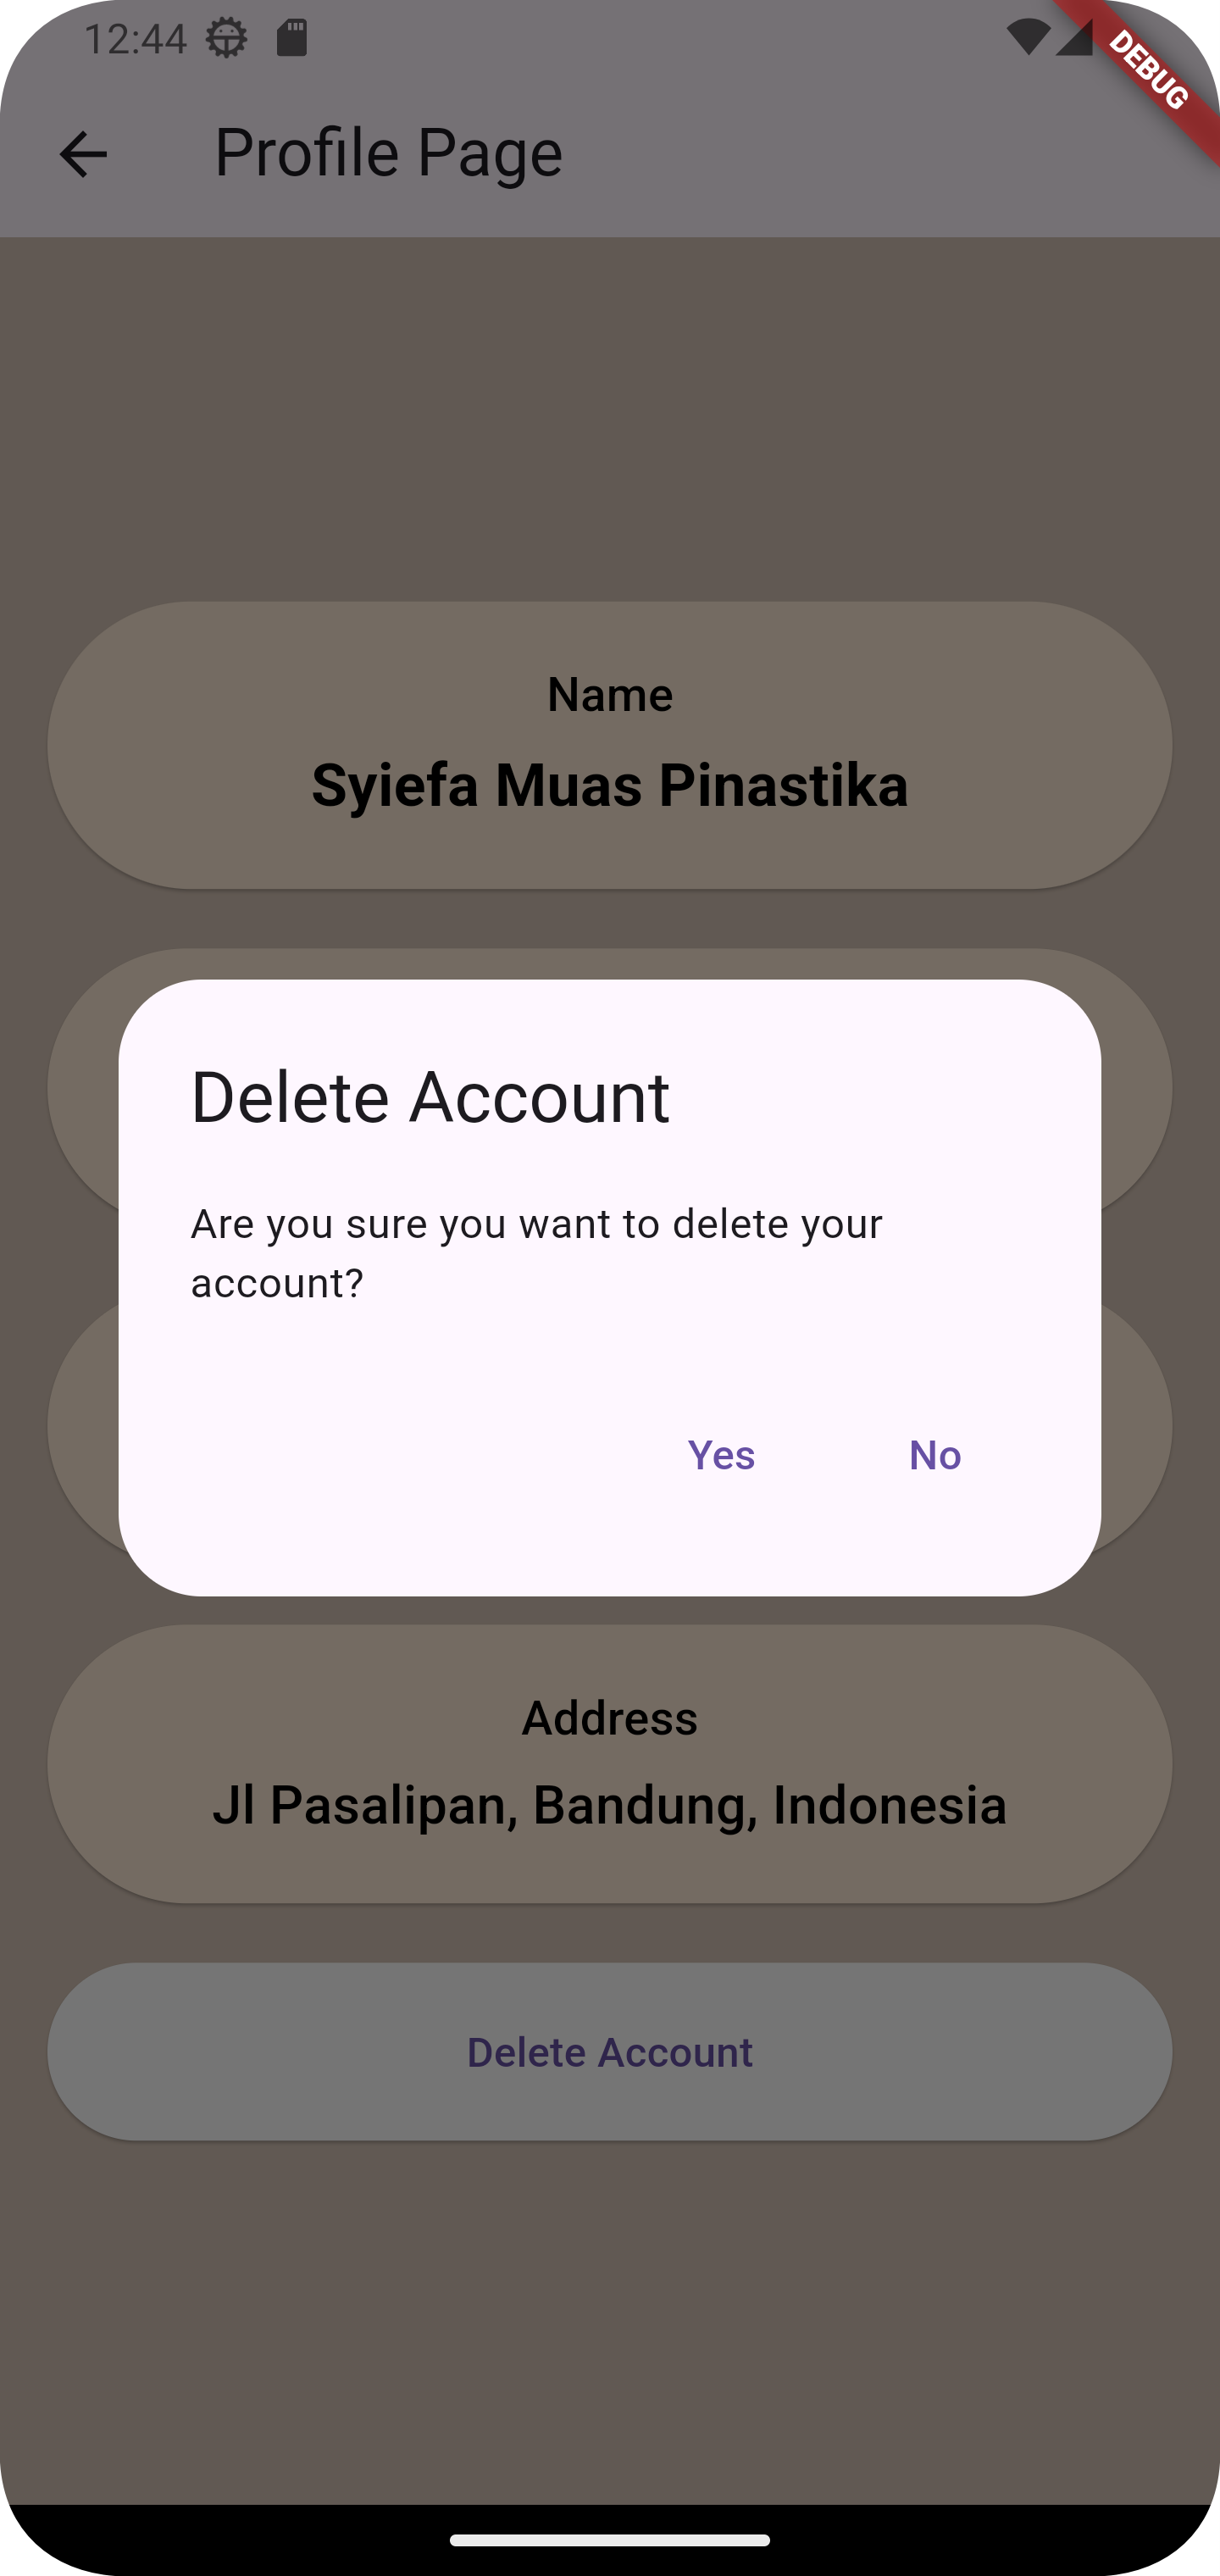 12:44
DEBUG
Profile Page
Name
Syiefa Muas Pinastika
Delete Account
Are you sure you want to delete your
account?
Yes No
Address
Jl Pasalipan, Bandung, Indonesia
Delete Account